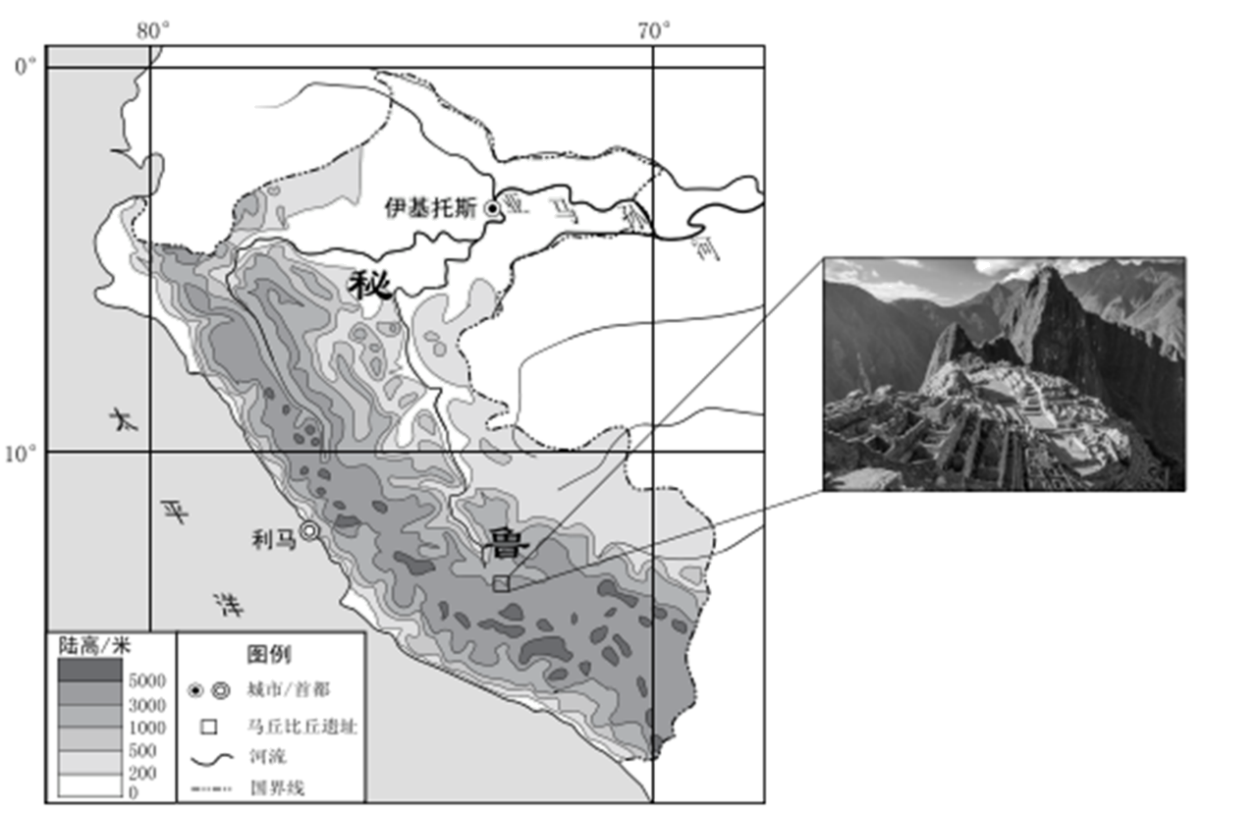 80°
70°
0°
伊基托斯
亚马孙河
秘
10°
太平洋
利马
鲁
陆高/米
5000
3000
1000
500
200
0
图例
城市/首都
马丘比丘遗址
河流
国界线